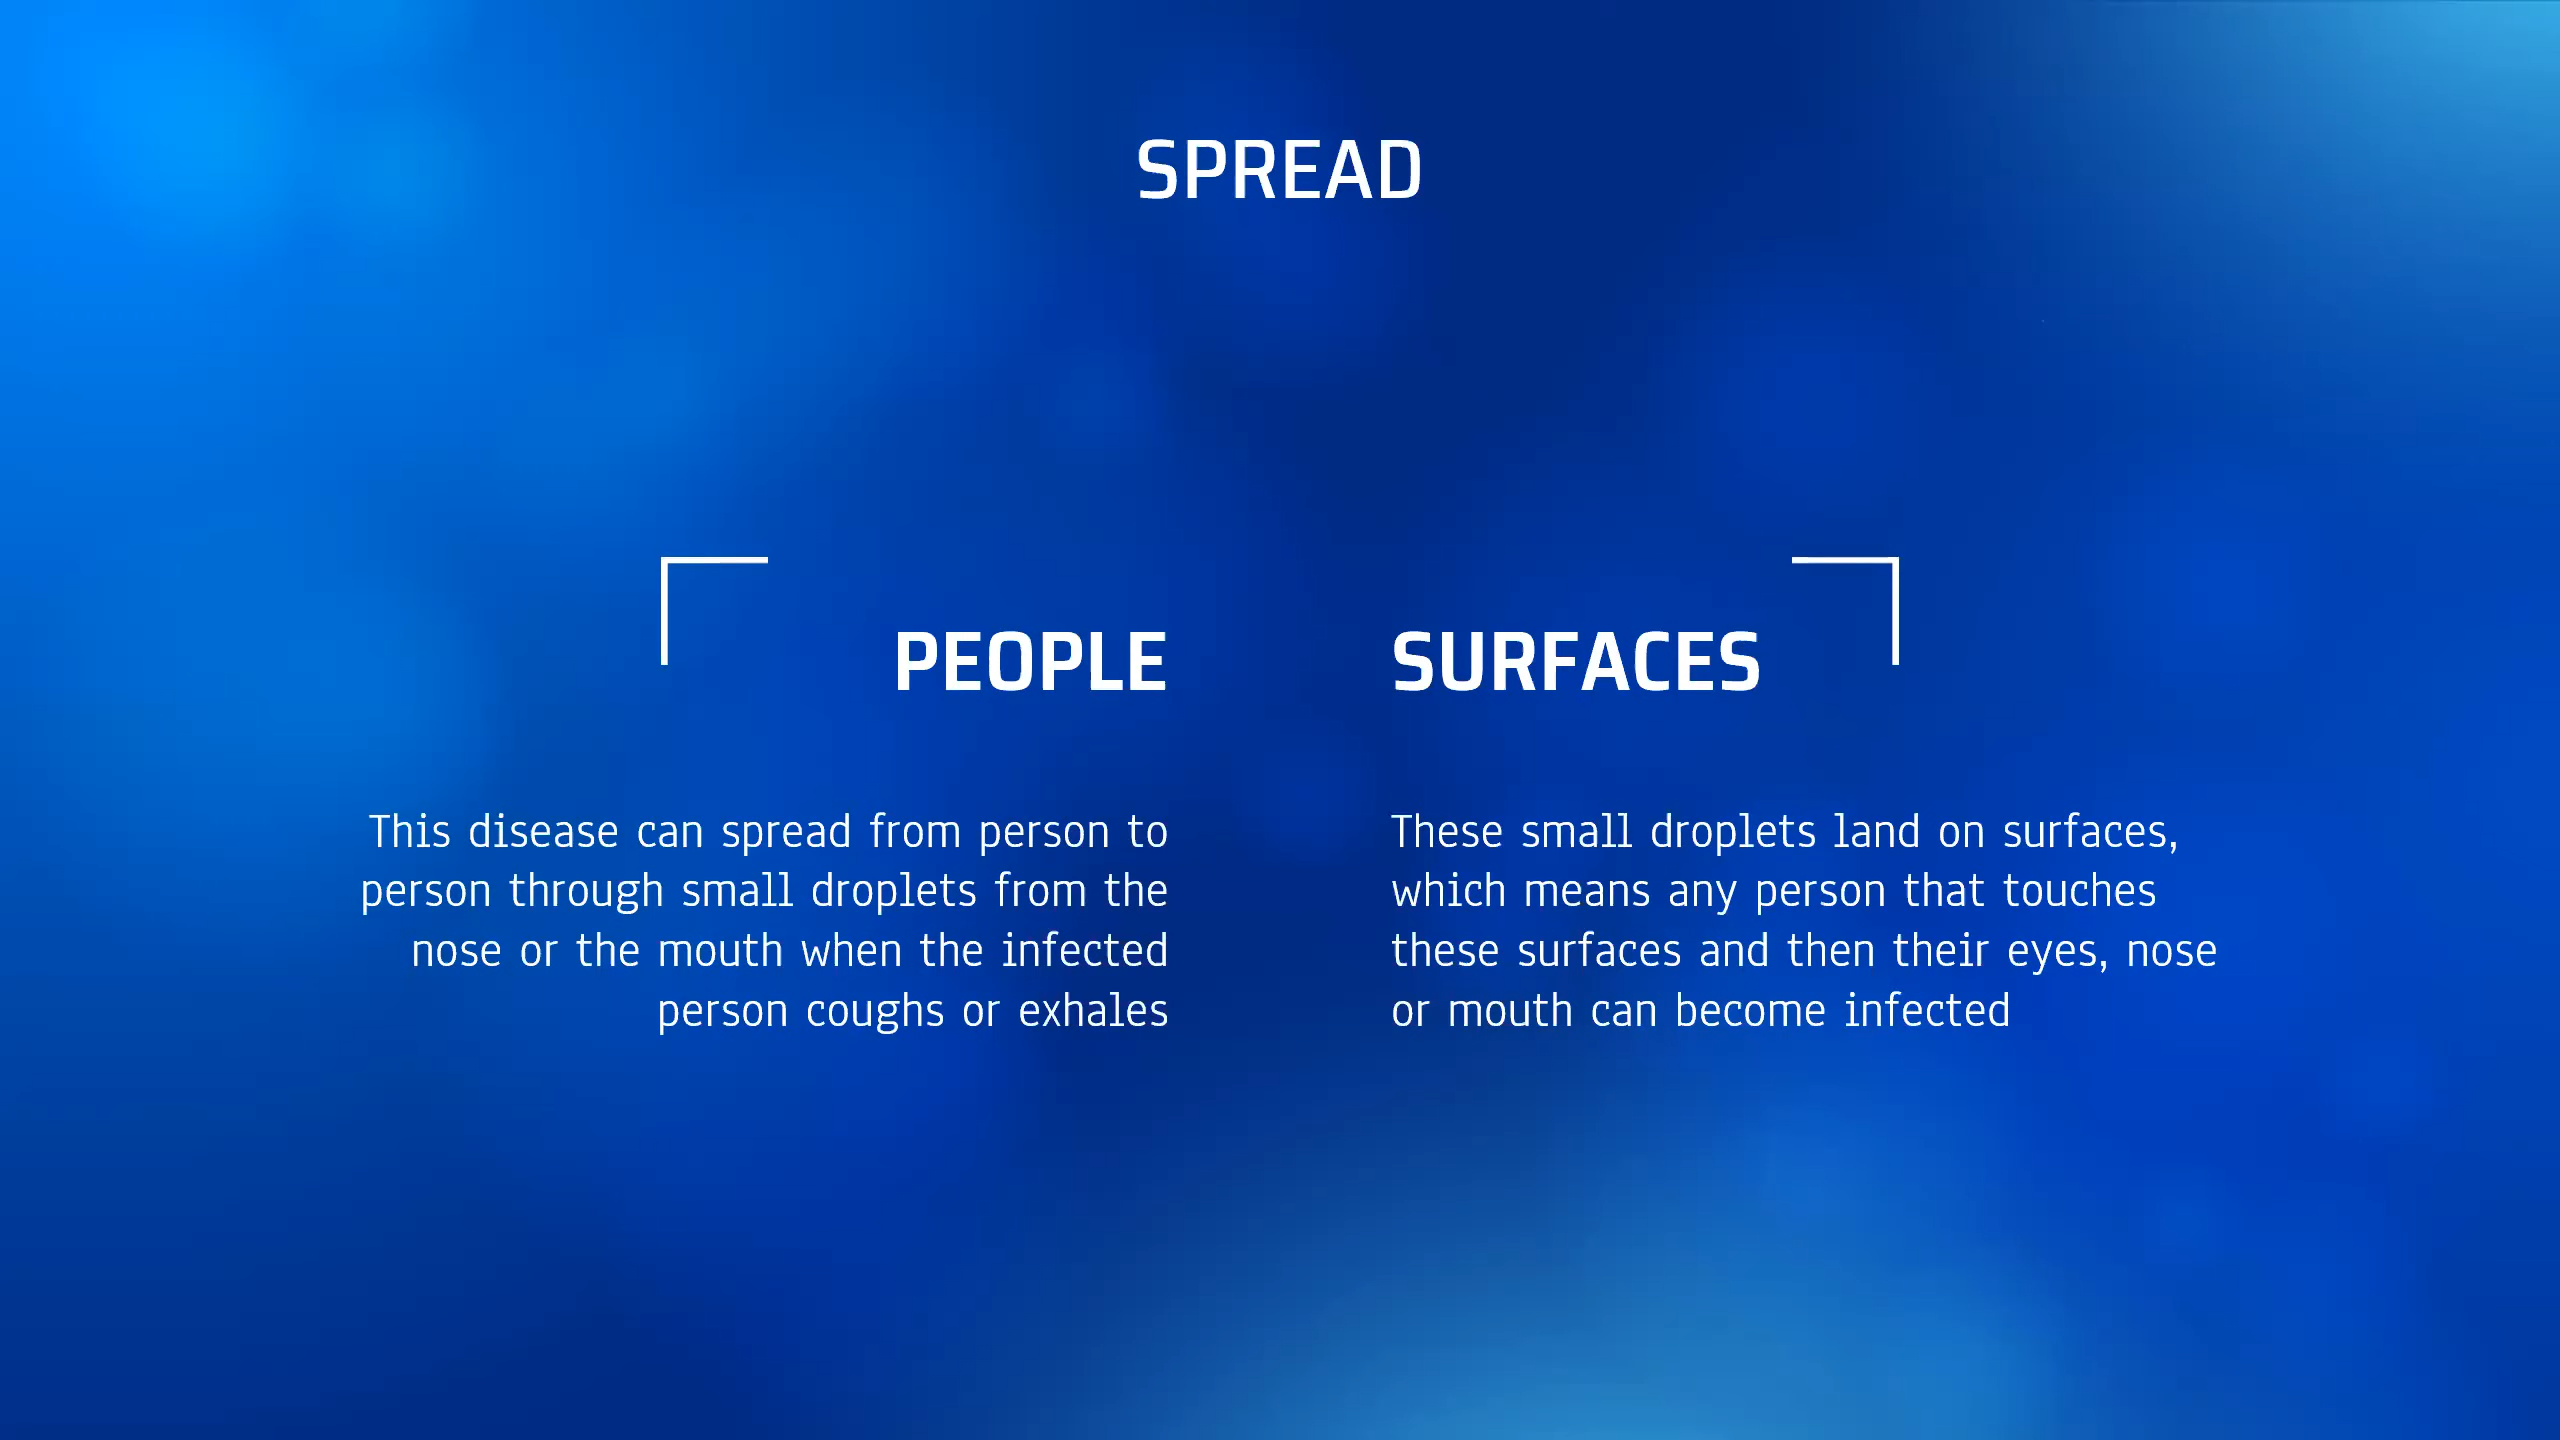 SPREAD
PEOPLE
This disease can spread from person to
person through small droplets from the
nose or the mouth when the infected
person coughs or exhales
SURFACES
These small droplets land on surfaces,
which means any person that touches
these surfaces and then their eyes, nose
or mouth can become infected